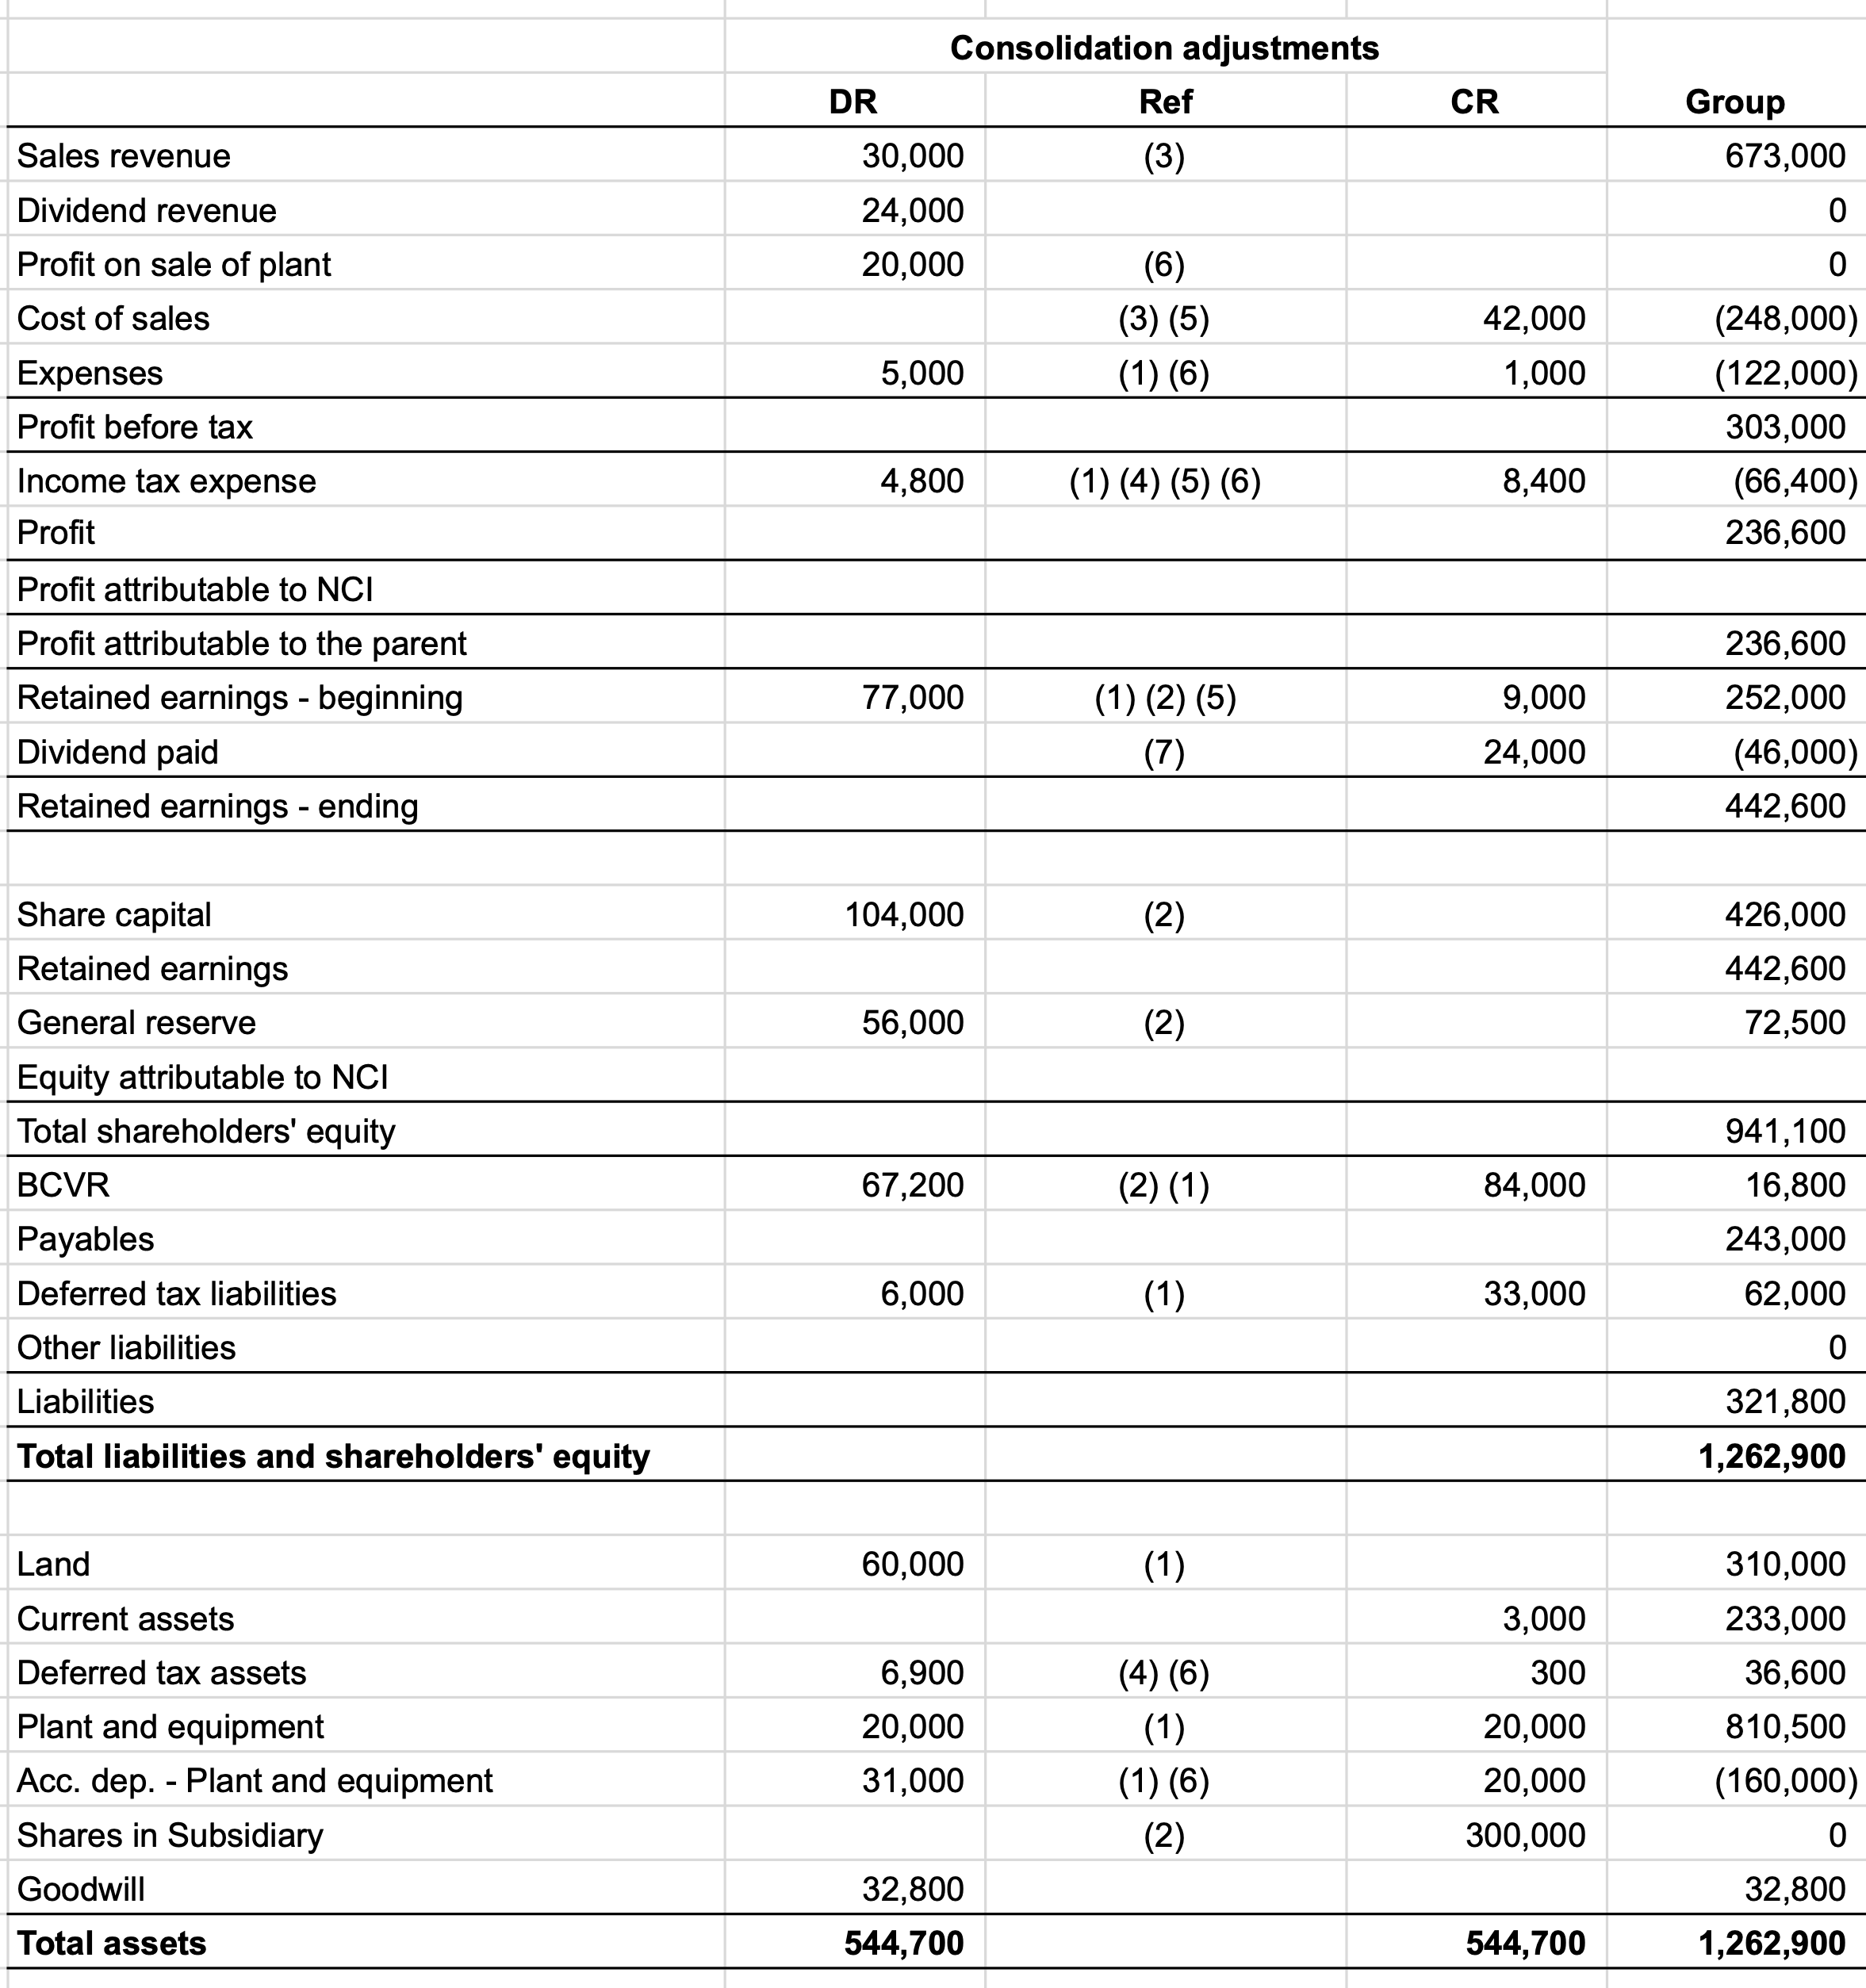 Consolidation adjustments
DR Ref CR Group
Sales revenue 30,000 (3) 673,000
Dividend revenue 24,000 0
Profit on sale of plant 20,000 (6) 0
Cost of sales (3) (5) 42,000 (248,000)
Expenses 5,000 (1) (6) 1,000 (122,000)
Profit before tax 303,000
Income tax expense 4,800 (1) (4) (5) (6) 8,400 (66,400)
Profit 236,600
Profit attributable to NCI
Profit attributable to the parent 236,600
Retained earnings - beginning 77,000 (1) (2) (5) 9,000 252,000
Dividend paid (7) 24,000 (46,000)
Retained earnings - ending 442,600
Share capital 104,000 (2) 426,000
Retained earnings 442,600
General reserve 56,000 (2) 72,500
Equity attributable to NCI
Total shareholders' equity 941,100
BCVR 67,200 (2) (1) 84,000 16,800
Payables 243,000
Deferred tax liabilities 6,000 (1) 33,000 62,000
Other liabilities 0
Liabilities 321,800
Total liabilities and shareholders' equity 1,262,900
Land 60,000 (1) 310,000
Current assets 3,000 233,000
Deferred tax assets 6,900 (4) (6) 300 36,600
Plant and equipment 20,000 (1) 20,000 810,500
Acc. dep. - Plant and equipment 31,000 (1) (6) 20,000 (160,000)
Shares in Subsidiary (2) 300,000 0
Goodwill 32,800 32,800
Total assets 544,700 544,700 1,262,900